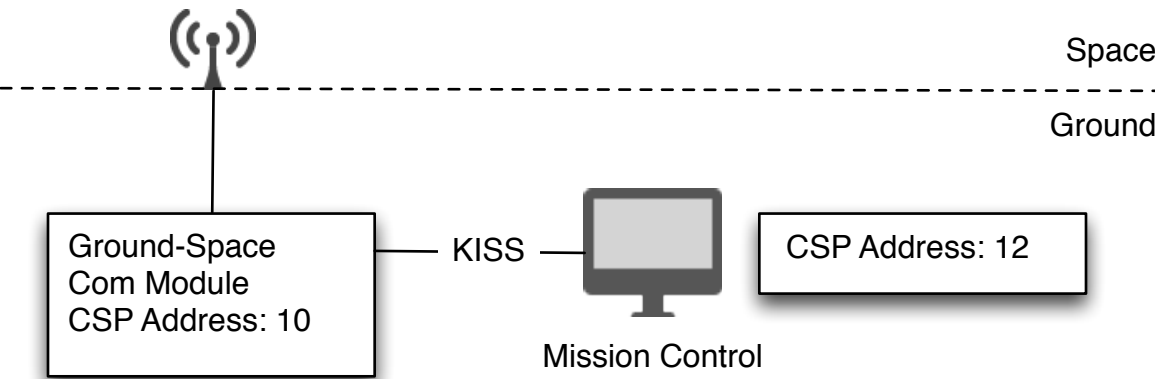 Space
Ground
Ground-Space
Com Module
CSP Address: 10
KISS
CSP Address: 12
Mission Control